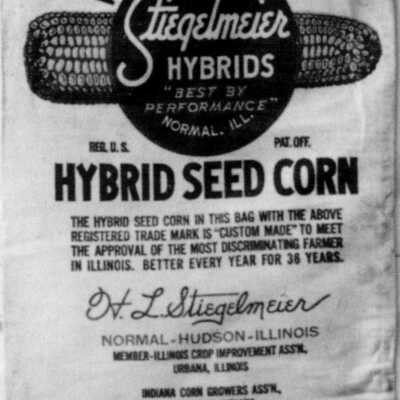 Stiegelmeier
HYBRIDS
"BEST BY
PERFORMANCE"
NORMAL, ILL.
REG. U. S. PAT. OFF.
HYBRID SEED CORN
THE HYBRID SEED CORN IN THIS BAG WITH THE ABOVE
REGISTERED TRADE MARK IS "CUSTOM MADE" TO MEET
THE APPROVAL OF THE MOST DISCRIMINATING FARMER
IN ILLINOIS. BETTER EVERY YEAR FOR 36 YEARS.
H. L. Stiegelmeier
NORMAL-HUDSON-ILLINOIS
MEMBER-ILLINOIS CROP IMPROVEMENT ASS'N.,
URBANA, ILLINOIS
INDIANA CORN GROWERS ASS'N.,